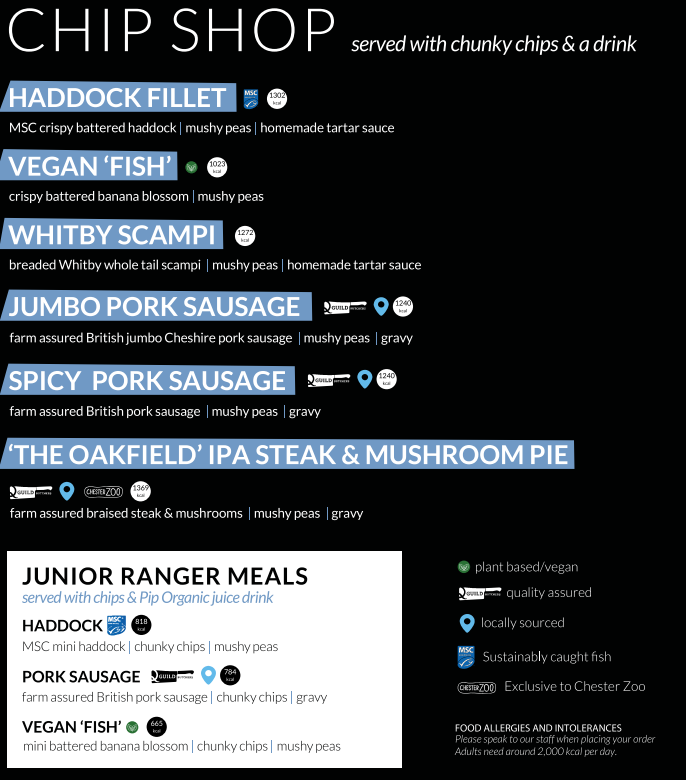 CHIP SHOP served with chunky chips & a drink
HADDOCK FILLET MSC 1302 kcal
MSC crispy battered haddock | mushy peas | homemade tartar sauce
VEGAN ‘FISH’ 1023 kcal
crispy battered banana blossom | mushy peas
WHITBY SCAMPI 1272 kcal
breaded Whitby whole tail scampi | mushy peas | homemade tartar sauce
JUMBO PORK SAUSAGE Q GUILD BUTCHERS 1240 kcal
farm assured British jumbo Cheshire pork sausage | mushy peas | gravy
SPICY PORK SAUSAGE Q GUILD BUTCHERS 1240 kcal
farm assured British pork sausage | mushy peas | gravy
‘THE OAKFIELD’ IPA STEAK & MUSHROOM PIE
Q GUILD BUTCHERS CHESTER ZOO 1369 kcal
farm assured braised steak & mushrooms | mushy peas | gravy
JUNIOR RANGER MEALS
served with chips & Pip Organic juice drink
HADDOCK MSC 818 kcal
MSC mini haddock | chunky chips | mushy peas
PORK SAUSAGE Q GUILD BUTCHERS 784 kcal
farm assured British pork sausage | chunky chips | gravy
VEGAN ‘FISH’ 665 kcal
mini battered banana blossom | chunky chips | mushy peas
plant based/vegan
Q GUILD BUTCHERS quality assured
locally sourced
MSC Sustainably caught fish
CHESTER ZOO Exclusive to Chester Zoo
FOOD ALLERGIES AND INTOLERANCES
Please speak to our staff when placing your order
Adults need around 2,000 kcal per day.